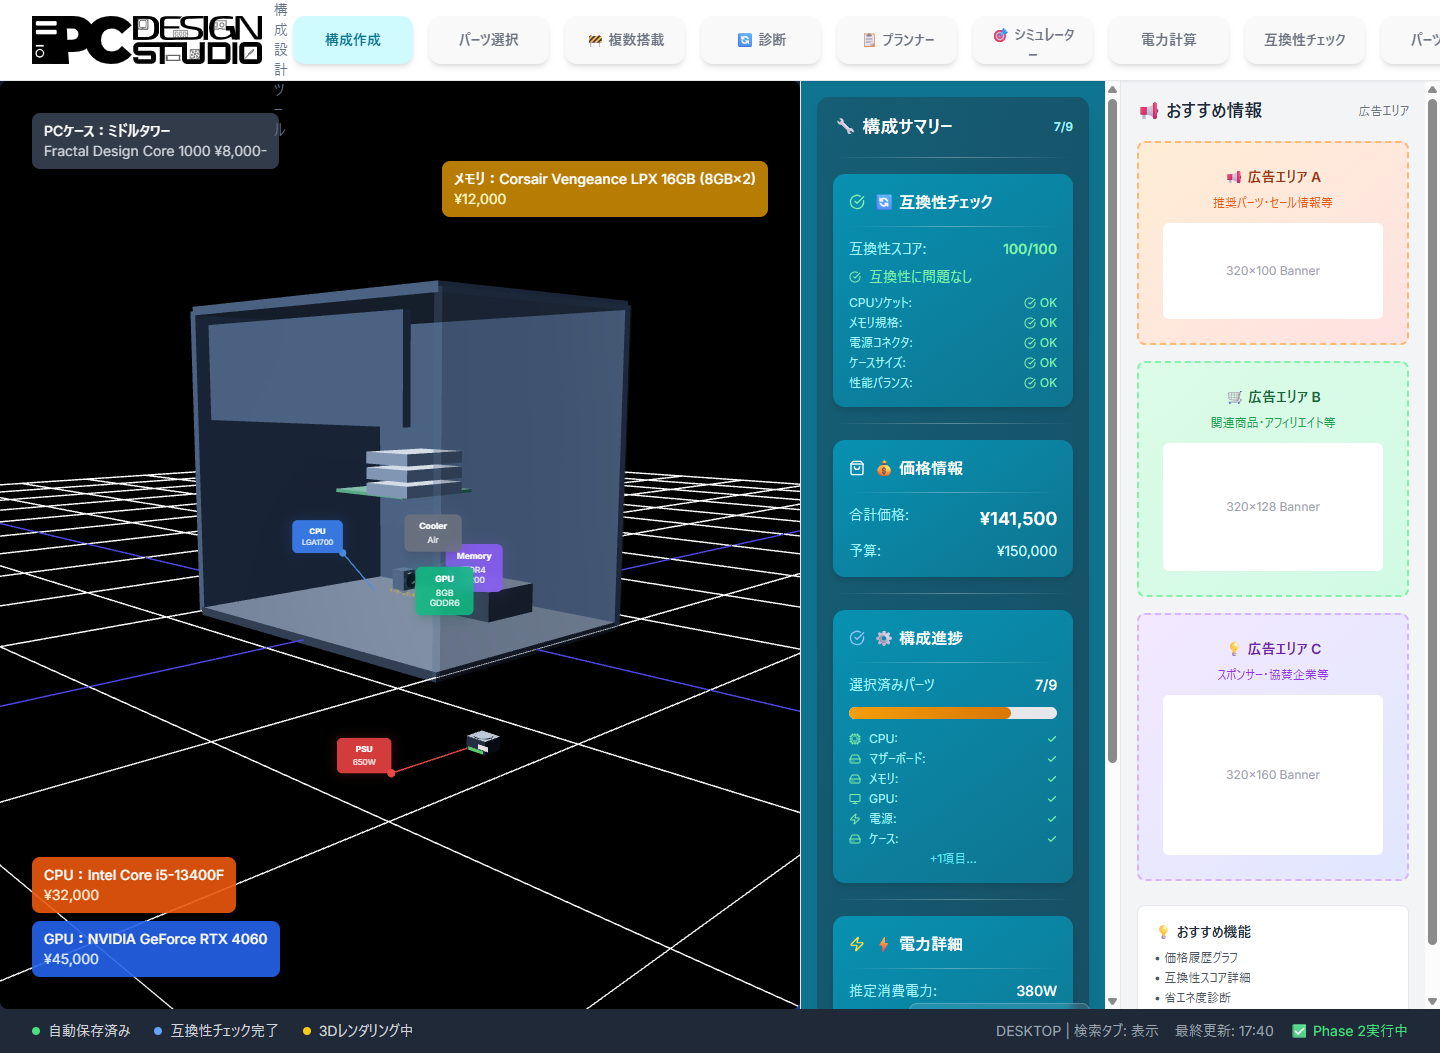 PC DESIGN STUDIO
構成設計ツール
構成作成
パーツ選択
🚧 複数搭載
🔄 診断
📋 プランナー
🎯 シミュレーター
電力計算
互換性チェック
パーツ
PCケース：ミドルタワー
Fractal Design Core 1000 ¥8,000-
メモリ：Corsair Vengeance LPX 16GB (8GB×2)
¥12,000
CPU
LGA1700
Cooler
Air
Memory
GPU
8GB
GDDR6
PSU
650W
CPU：Intel Core i5-13400F
¥32,000
GPU：NVIDIA GeForce RTX 4060
¥45,000
🔧 構成サマリー
7/9
🔄 互換性チェック
互換性スコア: 100/100
互換性に問題なし
CPUソケット: OK
メモリ規格: OK
電源コネクタ: OK
ケースサイズ: OK
性能バランス: OK
💰 価格情報
合計価格: ¥141,500
予算: ¥150,000
⚙️ 構成進捗
選択済みパーツ 7/9
CPU: ✓
マザーボード: ✓
メモリ: ✓
GPU: ✓
電源: ✓
ケース: ✓
+1項目...
⚡ 電力詳細
推定消費電力: 380W
📢 おすすめ情報
広告エリア
📢 広告エリア A
推奨パーツ・セール情報等
320×100 Banner
🛒 広告エリア B
関連商品・アフィリエイト等
320×128 Banner
💡 広告エリア C
スポンサー・協賛企業等
320×160 Banner
💡 おすすめ機能
• 価格履歴グラフ
• 互換性スコア詳細
• 省エネ度診断
自動保存済み
互換性チェック完了
3Dレンダリング中
DESKTOP | 検索タブ: 表示
最終更新: 17:40
✅ Phase 2実行中